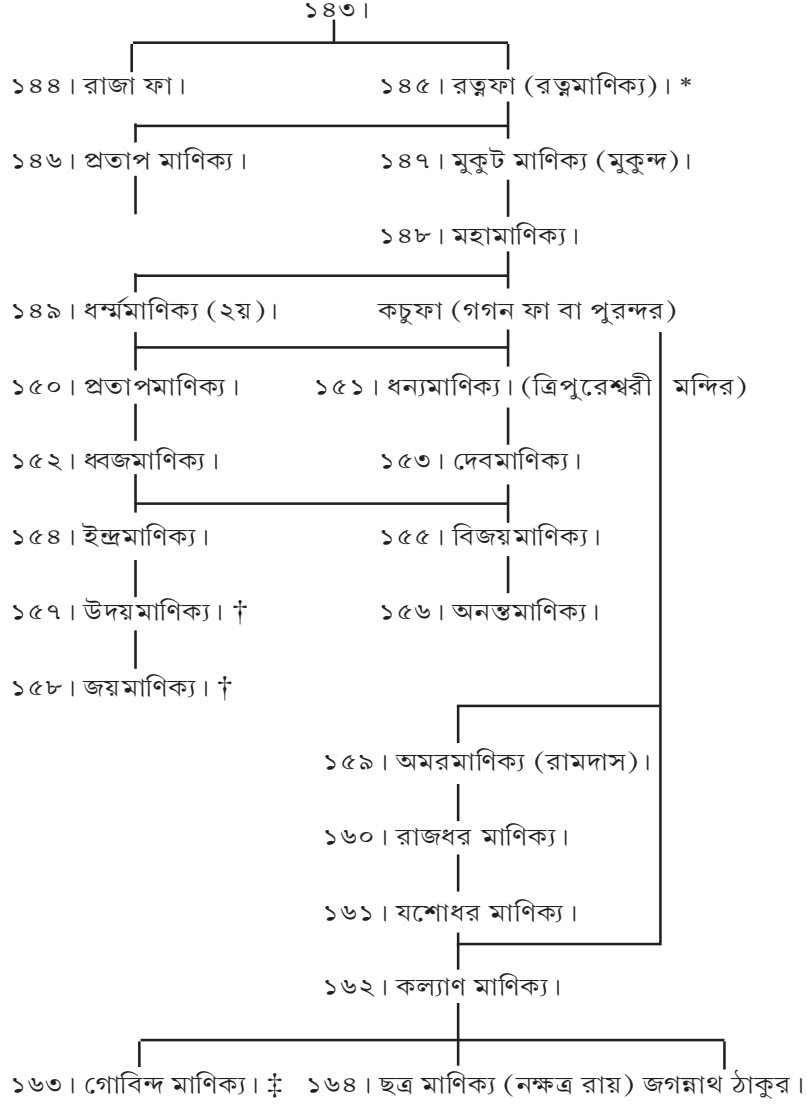 ১৪৩।
১৪৪। রাজা ফা। ১৪৫। রত্নফা (রত্নমাণিক্য)। *
১৪৬। প্রতাপ মাণিক্য। ১৪৭। মুকুট মাণিক্য (মুকুন্দ)।
১৪৮। মহামাণিক্য।
১৪৯। ধর্ম্মমাণিক্য (২য়)। কচুফা (গগন ফা বা পুরন্দর)
১৫০। প্রতাপমাণিক্য। ১৫১। ধন্যমাণিক্য। (ত্রিপুরেশ্বরী মন্দির)
১৫২। ধ্বজমাণিক্য। ১৫৩। দেবমাণিক্য।
১৫৪। ইন্দ্রমাণিক্য। ১৫৫। বিজয়মাণিক্য।
১৫৭। উদয়মাণিক্য। † ১৫৬। অনন্তমাণিক্য।
১৫৮। জয়মাণিক্য। †
১৫৯। অমরমাণিক্য (রামদাস)।
১৬০। রাজধর মাণিক্য।
১৬১। যশোধর মাণিক্য।
১৬২। কল্যাণ মাণিক্য।
১৬৩। গোবিন্দ মাণিক্য। ‡ ১৬৪। ছত্র মাণিক্য (নক্ষত্র রায়) জগন্নাথ ঠাকুর।